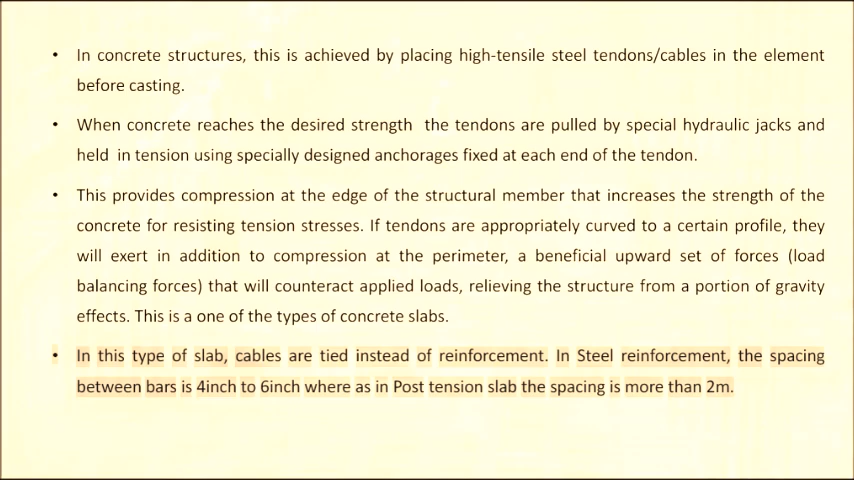 • In concrete structures, this is achieved by placing high-tensile steel tendons/cables in the element
before casting.
• When concrete reaches the desired strength the tendons are pulled by special hydraulic jacks and
held in tension using specially designed anchorages fixed at each end of the tendon.
• This provides compression at the edge of the structural member that increases the strength of the
concrete for resisting tension stresses. If tendons are appropriately curved to a certain profile, they
will exert in addition to compression at the perimeter, a beneficial upward set of forces (load
balancing forces) that will counteract applied loads, relieving the structure from a portion of gravity
effects. This is a one of the types of concrete slabs.
• In this type of slab, cables are tied instead of reinforcement. In Steel reinforcement, the spacing
between bars is 4inch to 6inch where as in Post tension slab the spacing is more than 2m.